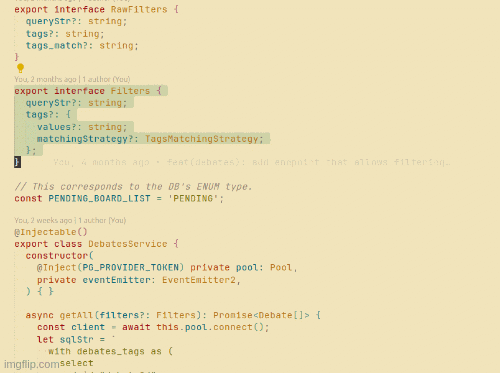 export interface RawFilters {
queryStr?: string;
tags?: string;
tags_match?: string;
}
You, 2 months ago | 1 author (You)
export interface Filters {
queryStr?: string;
tags?: {
values?: string;
matchingStrategy?: TagsMatchingStrategy;
};
}
You, 8 months ago • feat(debates): add endpoint that allows filtering…
// This corresponds to the DB's ENUM type.
const PENDING_BOARD_LIST = 'PENDING';
You, 2 weeks ago | 1 author (You)
@Injectable()
export class DebatesService {
constructor(
@Inject(PG_PROVIDER_TOKEN) private pool: Pool,
private eventEmitter: EventEmitter2,
) { }
async getAll(filters?: Filters): Promise<Debate[]> {
const client = await this.pool.connect();
let sqlStr = `
with debates_tags as (
select
imgflip.com